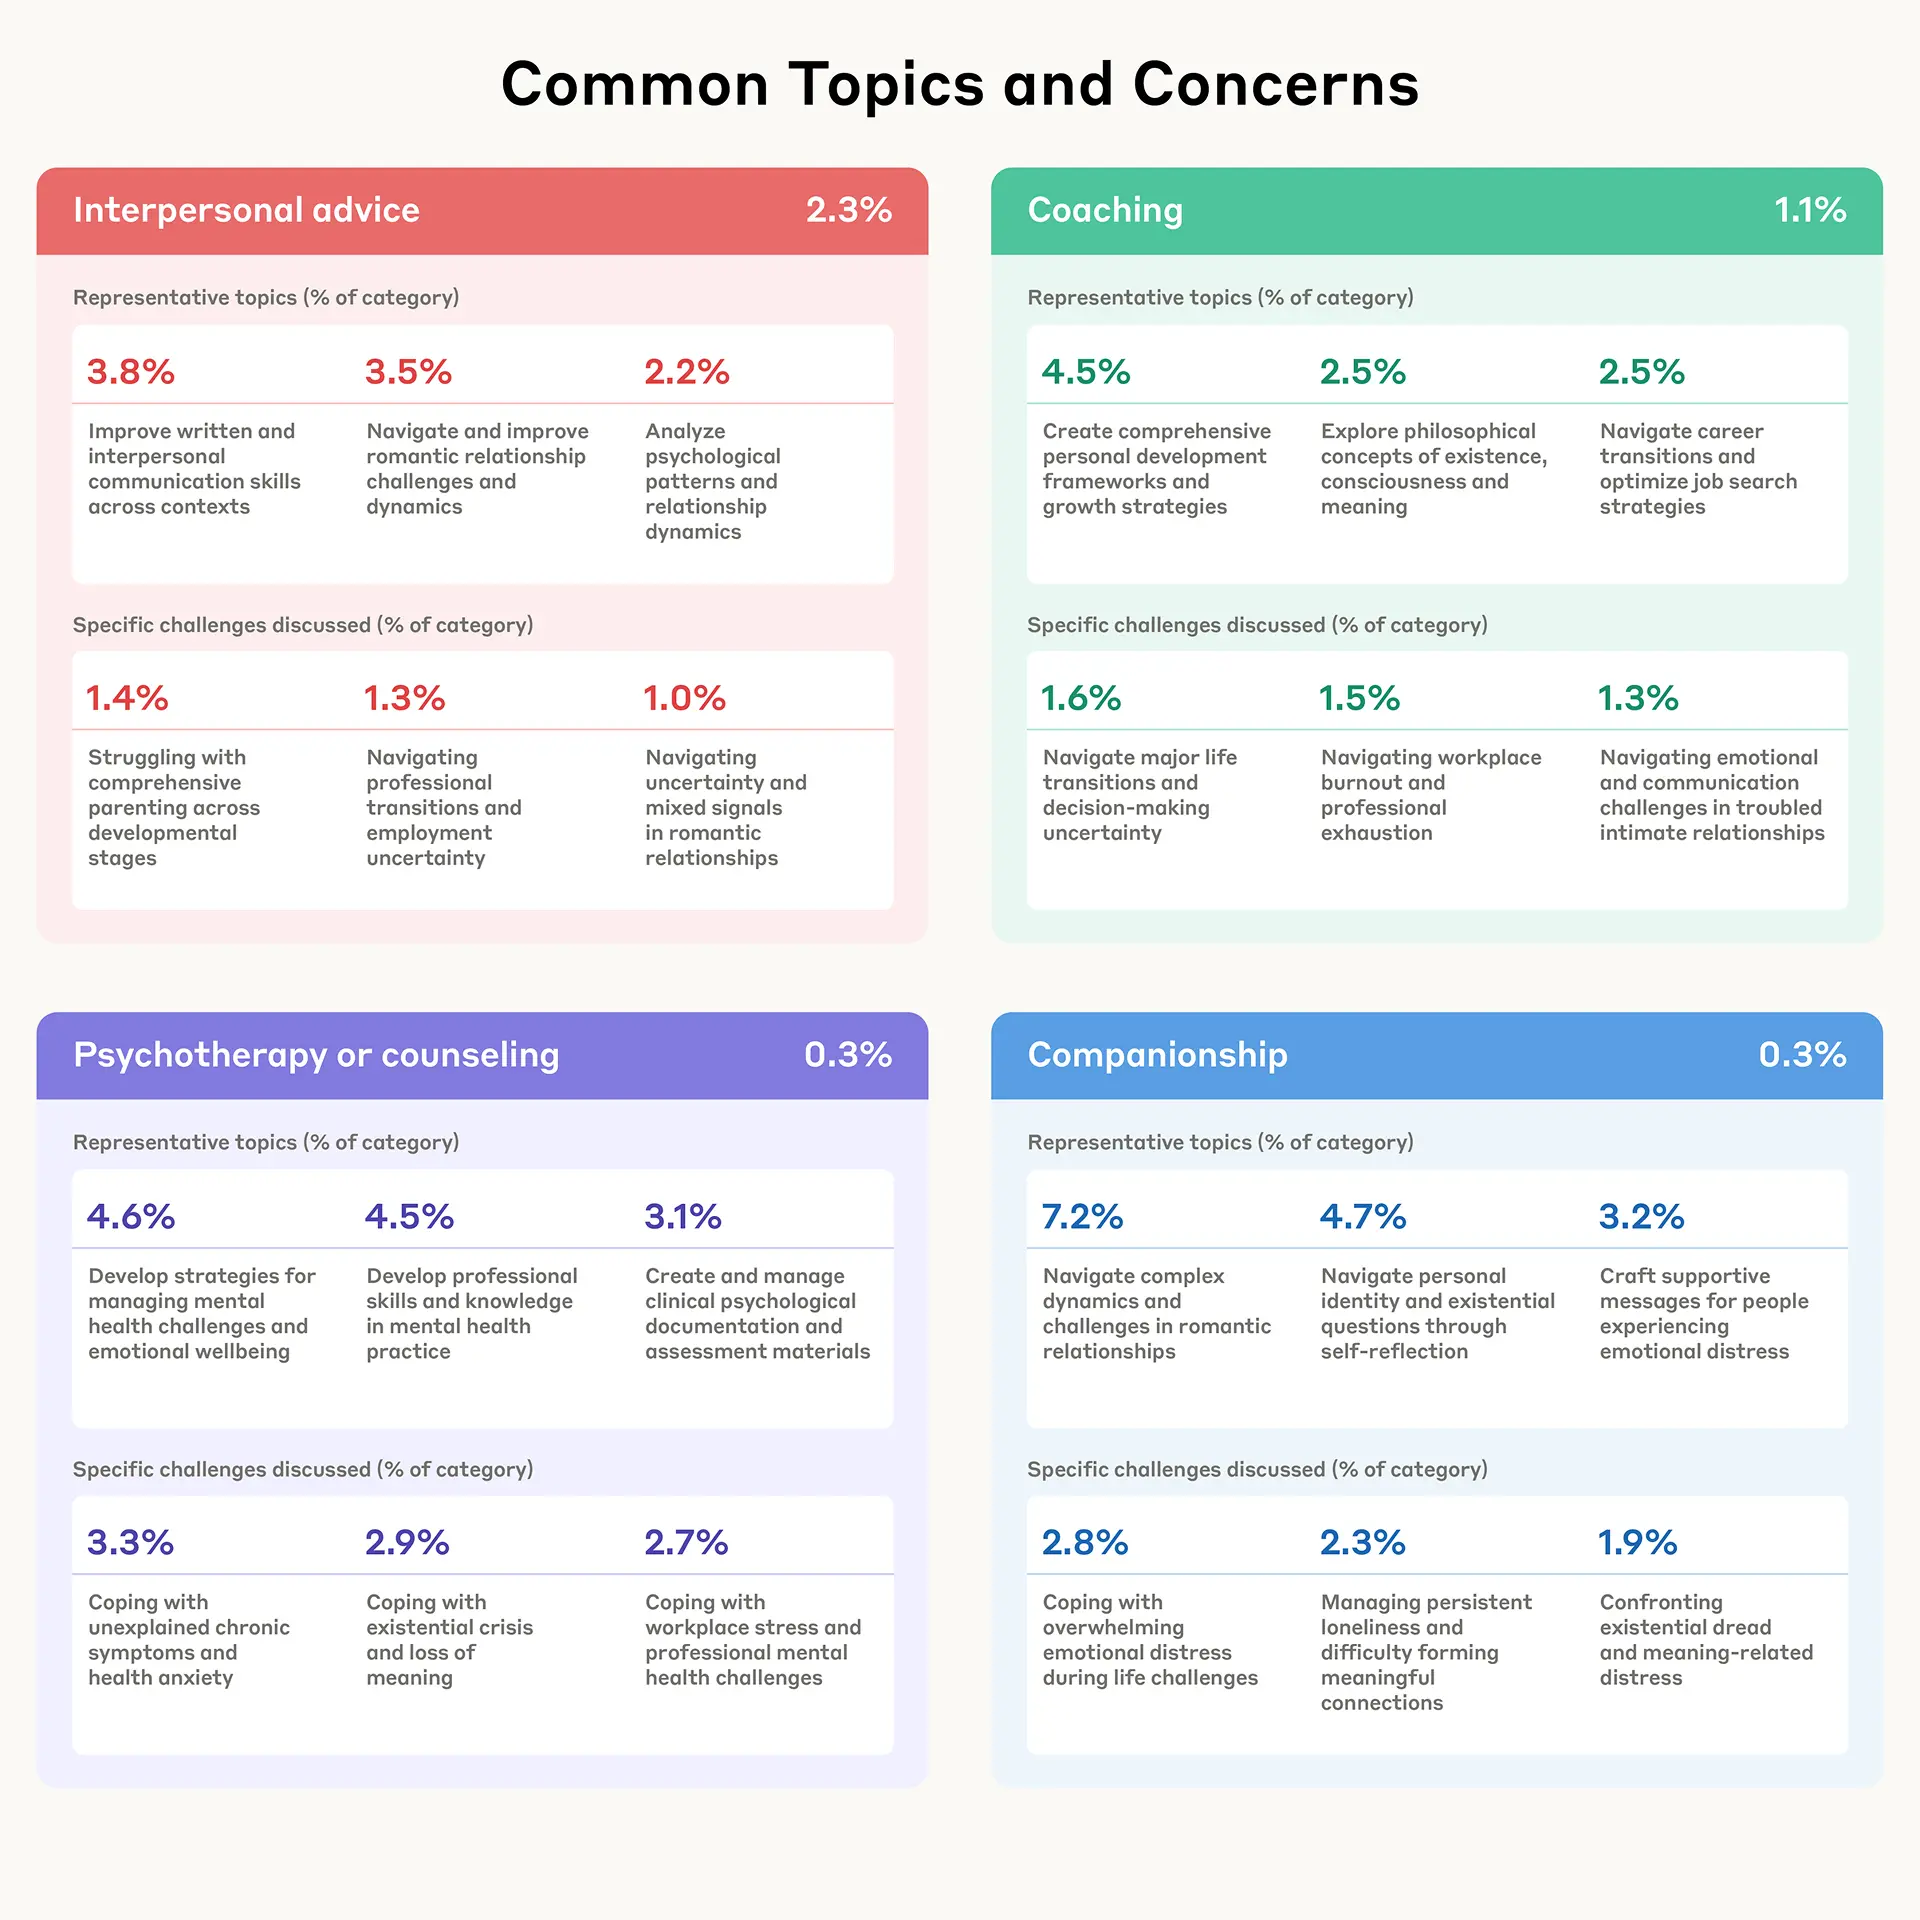 Common Topics and Concerns
Interpersonal advice 2.3%
Representative topics (% of category)
3.8% 3.5% 2.2%
Improve written and
interpersonal
communication skills
across contexts
Navigate and improve
romantic relationship
challenges and
dynamics
Analyze
psychological
patterns and
relationship
dynamics
Specific challenges discussed (% of category)
1.4% 1.3% 1.0%
Struggling with
comprehensive
parenting across
developmental
stages
Navigating
professional
transitions and
employment
uncertainty
Navigating
uncertainty and
mixed signals
in romantic
relationships
Coaching 1.1%
Representative topics (% of category)
4.5% 2.5% 2.5%
Create comprehensive
personal development
frameworks and
growth strategies
Explore philosophical
concepts of existence,
consciousness and
meaning
Navigate career
transitions and
optimize job search
strategies
Specific challenges discussed (% of category)
1.6% 1.5% 1.3%
Navigate major life
transitions and
decision-making
uncertainty
Navigating workplace
burnout and
professional
exhaustion
Navigating emotional
and communication
challenges in troubled
intimate relationships
Psychotherapy or counseling 0.3%
Representative topics (% of category)
4.6% 4.5% 3.1%
Develop strategies for
managing mental
health challenges and
emotional wellbeing
Develop professional
skills and knowledge
in mental health
practice
Create and manage
clinical psychological
documentation and
assessment materials
Specific challenges discussed (% of category)
3.3% 2.9% 2.7%
Coping with
unexplained chronic
symptoms and
health anxiety
Coping with
existential crisis
and loss of
meaning
Coping with
workplace stress and
professional mental
health challenges
Companionship 0.3%
Representative topics (% of category)
7.2% 4.7% 3.2%
Navigate complex
dynamics and
challenges in romantic
relationships
Navigate personal
identity and existential
questions through
self-reflection
Craft supportive
messages for people
experiencing
emotional distress
Specific challenges discussed (% of category)
2.8% 2.3% 1.9%
Coping with
overwhelming
emotional distress
during life challenges
Managing persistent
loneliness and
difficulty forming
meaningful
connections
Confronting
existential dread
and meaning-related
distress